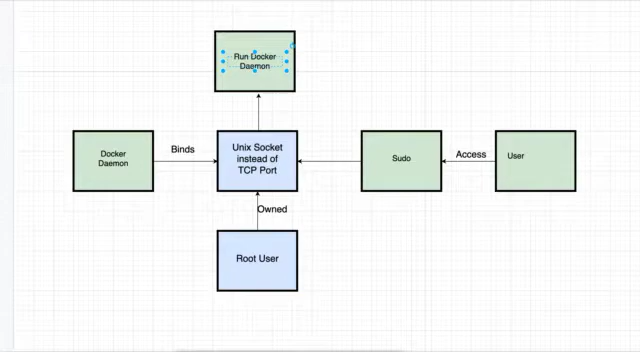 Run Docker
Daemon
Docker
Daemon
Binds
Unix Socket
instead of
TCP Port
Sudo
Access
User
Owned
Root User